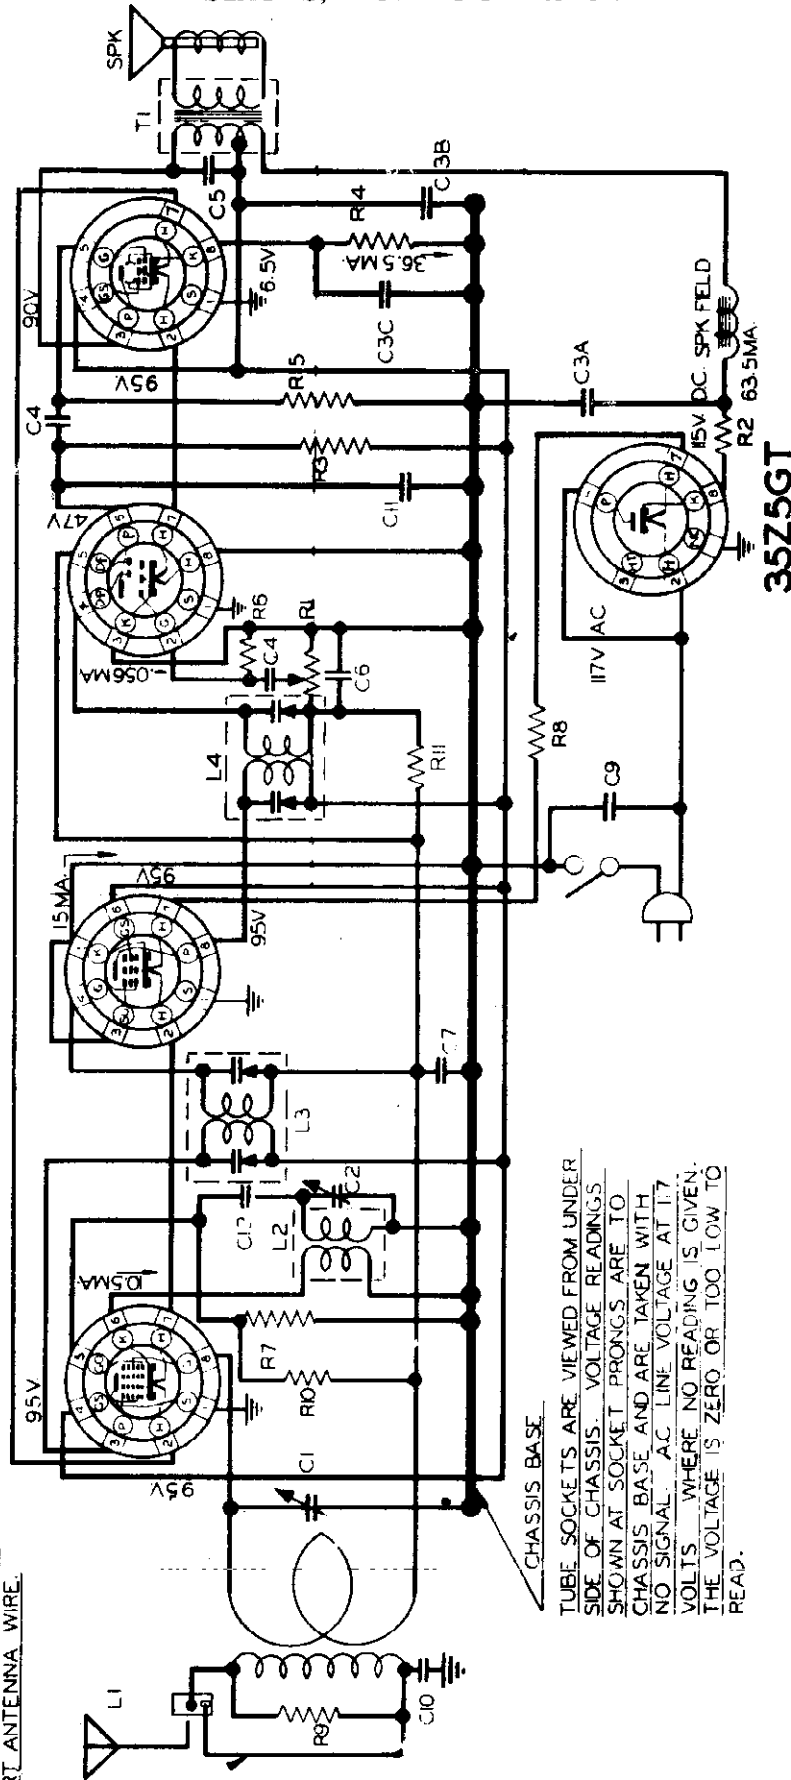 RT ANTENNA WIRE.
L1
R9
C10
C1
95V
95V
10.5MA
R7
R10
L2
C2
L3
C7
15MA.
95V
95V
L4
R11
.056MA
47V
R6
C4
R1
C6
C11
R3
R15
C4
95V
90V
6.5V
C3C
36.5MA.
R14
C3B
C5
T1
SPK
C3A
115V D.C. SPK FIELD
63.5MA.
R2
35Z5GT
117V AC
R8
C9
CHASSIS BASE
TUBE SOCKETS ARE VIEWED FROM UNDER
SIDE OF CHASSIS. VOLTAGE READINGS
SHOWN AT SOCKET PRONGS ARE TO
CHASSIS BASE AND ARE TAKEN WITH
NO SIGNAL. AC LINE VOLTAGE AT 117
VOLTS. WHERE NO READING IS GIVEN.
THE VOLTAGE IS ZERO OR TOO LOW TO
READ.